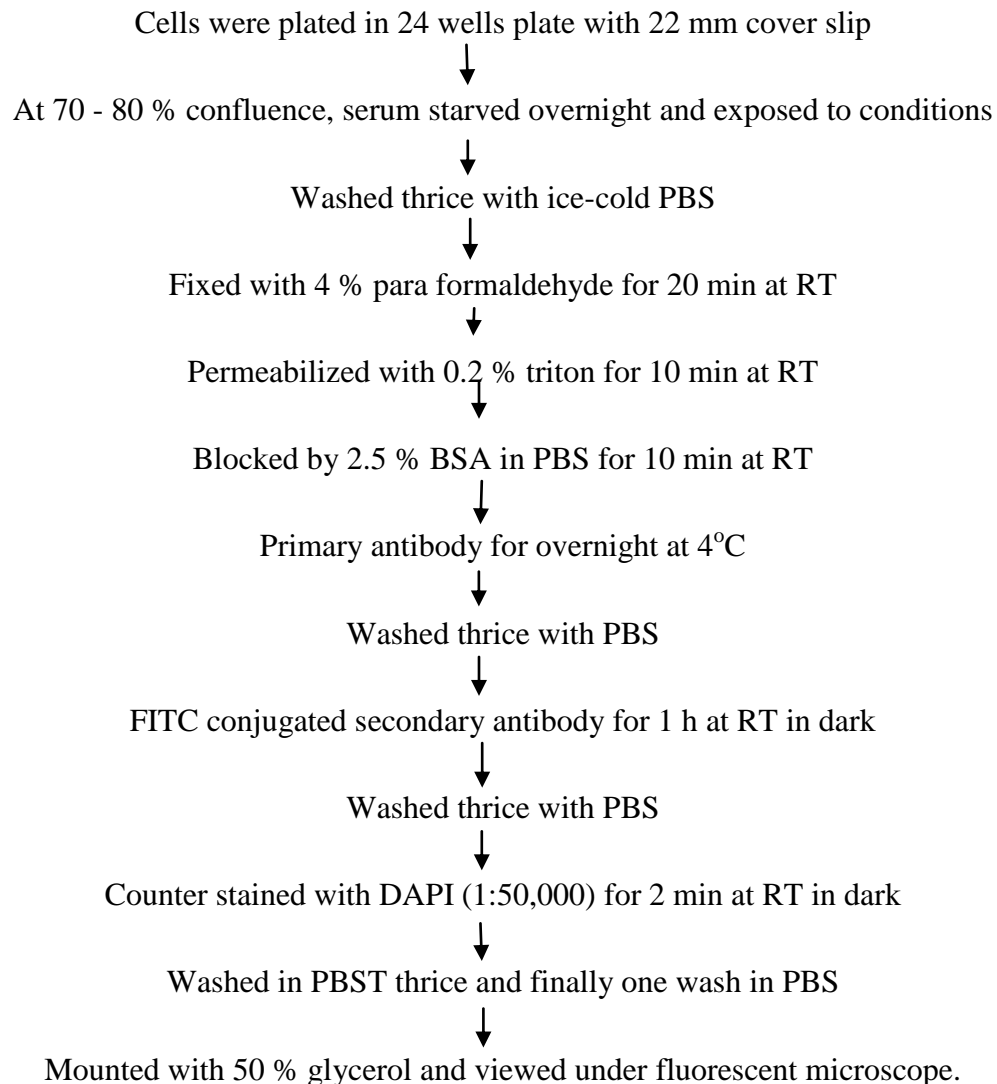 Cells were plated in 24 wells plate with 22 mm cover slip
At 70 - 80 % confluence, serum starved overnight and exposed to conditions
Washed thrice with ice-cold PBS
Fixed with 4 % para formaldehyde for 20 min at RT
Permeabilized with 0.2 % triton for 10 min at RT
Blocked by 2.5 % BSA in PBS for 10 min at RT
Primary antibody for overnight at 4°C
Washed thrice with PBS
FITC conjugated secondary antibody for 1 h at RT in dark
Washed thrice with PBS
Counter stained with DAPI (1:50,000) for 2 min at RT in dark
Washed in PBST thrice and finally one wash in PBS
Mounted with 50 % glycerol and viewed under fluorescent microscope.